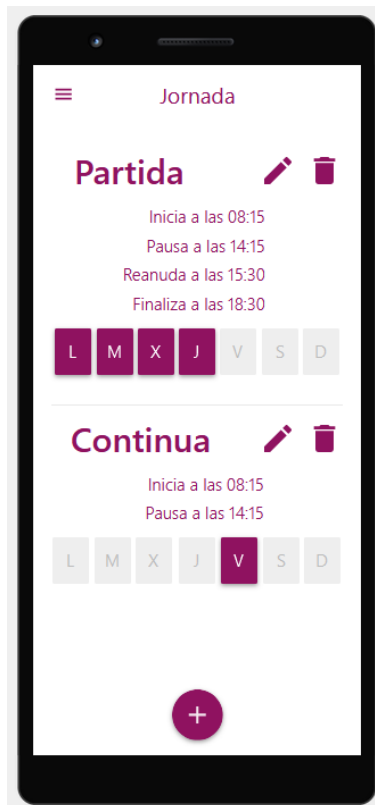 Jornada
Partida
Inicia a las 08:15
Pausa a las 14:15
Reanuda a las 15:30
Finaliza a las 18:30
L M X J V S D
Continua
Inicia a las 08:15
Pausa a las 14:15
L M X J V S D
+